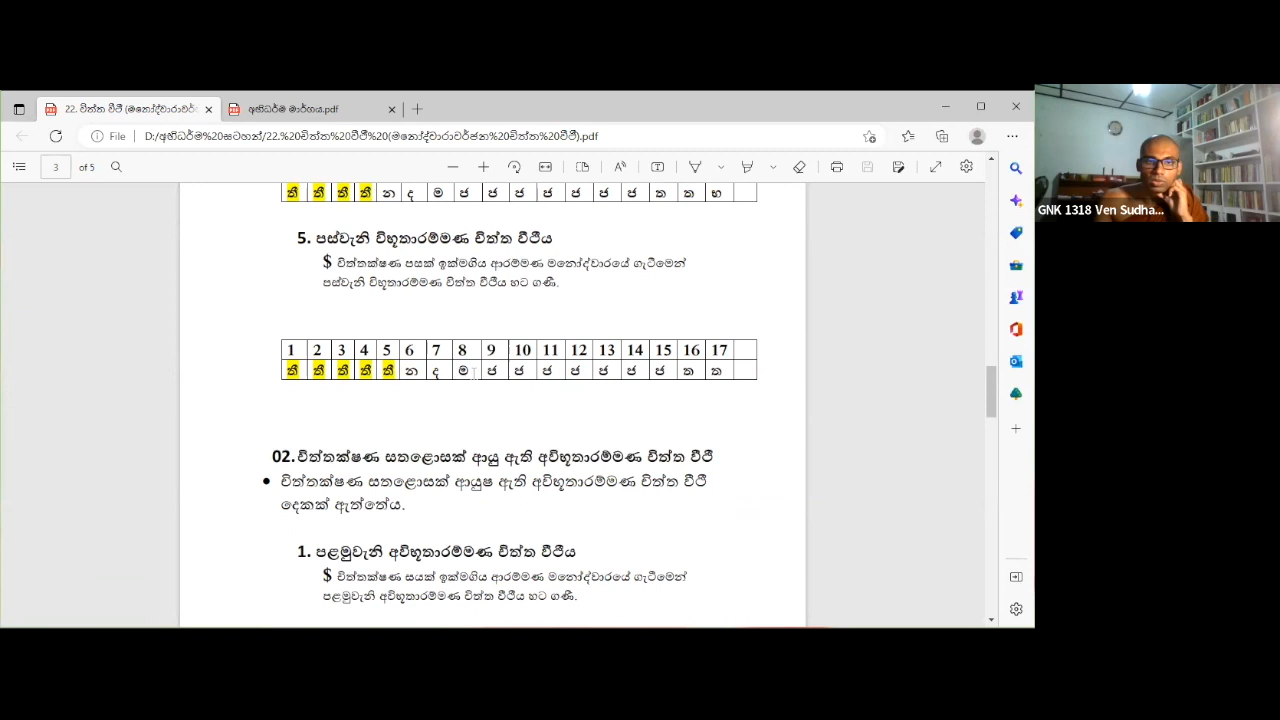 22. චිත්ත වීථී (මනෝද්වාරාවර්ජ
අභිධර්ම මාර්ගය.pdf
File
D:/අභිධර්ම%20සටහන්/22.%20චිත්ත%20වීථී%20(මනෝද්වාරාවර්ජන%20චිත්ත%20වීථී).pdf
3 of 5
තී තී තී තී න ද ම ජ ජ ජ ජ ජ ජ ජ ත ත භ
5. පස්වැනි විභූතාරම්මණ චිත්ත වීථිය
$ චිත්තක්ෂණ පසක් ඉක්මගිය ආරම්මණ මනෝද්වාරයේ ගැටීමෙන්
පස්වැනි විභූතාරම්මණ චිත්ත වීථිය හට ගණී.
1 2 3 4 5 6 7 8 9 10 11 12 13 14 15 16 17
තී තී තී තී තී න ද ම ජ ජ ජ ජ ජ ජ ජ ත ත
02.චිත්තක්ෂණ සතළොසක් ආයු ඇති අවිභූතාරම්මණ චිත්ත වීථී
• චිත්තක්ෂණ සතළොසක් ආයුෂ ඇති අවිභූතාරම්මණ චිත්ත වීථී
දෙකක් ඇත්තේය.
1. පළමුවැනි අවිභූතාරම්මණ චිත්ත වීථිය
$ චිත්තක්ෂණ සයක් ඉක්මගිය ආරම්මණ මනෝද්වාරයේ ගැටීමෙන්
පළමුවැනි අවිභූතාරම්මණ චිත්ත වීථිය හට ගණී.
GNK 1318 Ven Sudha...